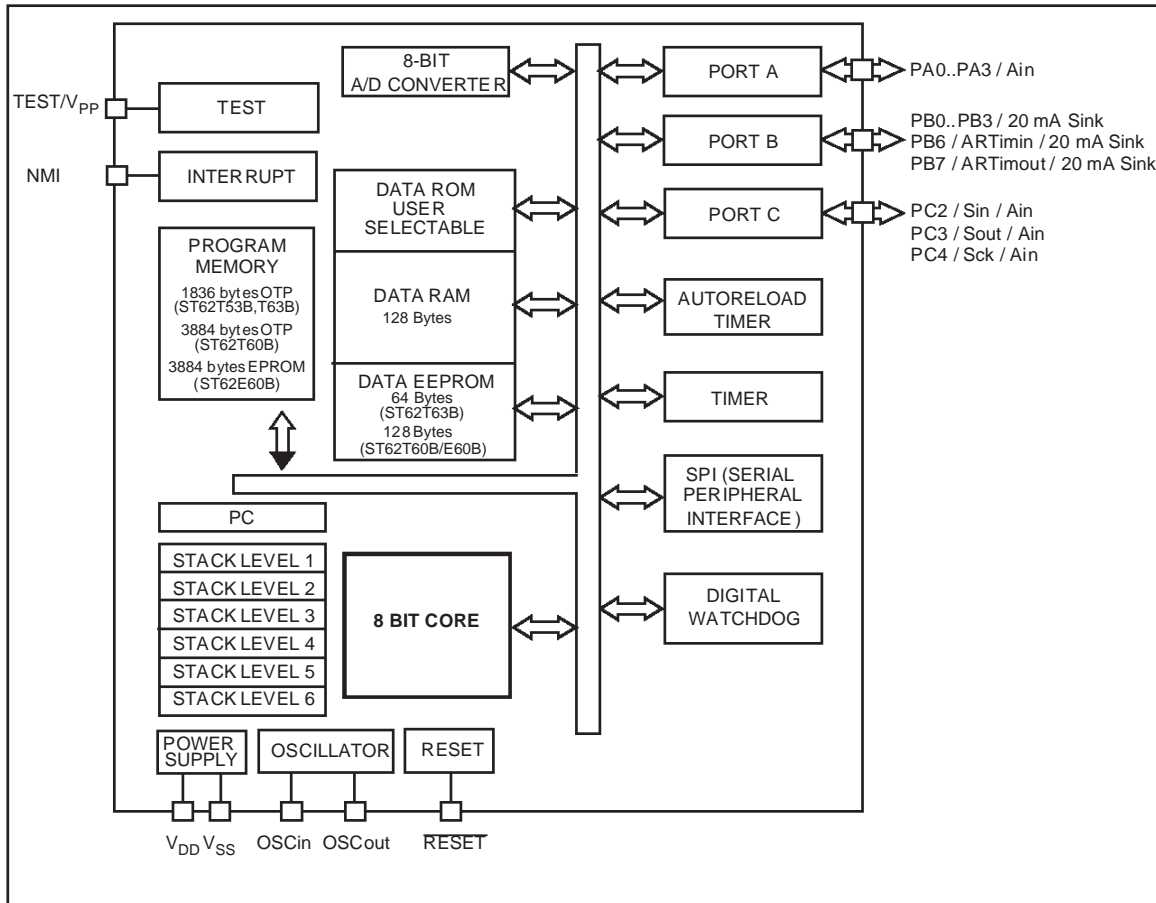 8-BIT
A/D CONVERTER
PORT A
PA0..PA3 / Ain
TEST/VPP
TEST
PORT B
PB0..PB3 / 20 mA Sink
PB6 / ARTimin / 20 mA Sink
PB7 / ARTimout / 20 mA Sink
NMI
INTERRUPT
DATA ROM
USER
SELECTABLE
PORT C
PC2 / Sin / Ain
PC3 / Sout / Ain
PC4 / Sck / Ain
PROGRAM
MEMORY
1836 bytes OTP
(ST62T53B,T63B)
3884 bytes OTP
(ST62T60B)
3884 bytes EPROM
(ST62E60B)
DATA RAM
128 Bytes
AUTORELOAD
TIMER
DATA EEPROM
64 Bytes
(ST62T63B)
128 Bytes
(ST62T60B/E60B)
TIMER
SPI (SERIAL
PERIPHERAL
INTERFACE)
PC
STACK LEVEL 1
STACK LEVEL 2
STACK LEVEL 3
STACK LEVEL 4
STACK LEVEL 5
STACK LEVEL 6
8 BIT CORE
DIGITAL
WATCHDOG
POWER
SUPPLY
OSCILLATOR
RESET
VDD VSS OSCin OSCout RESET